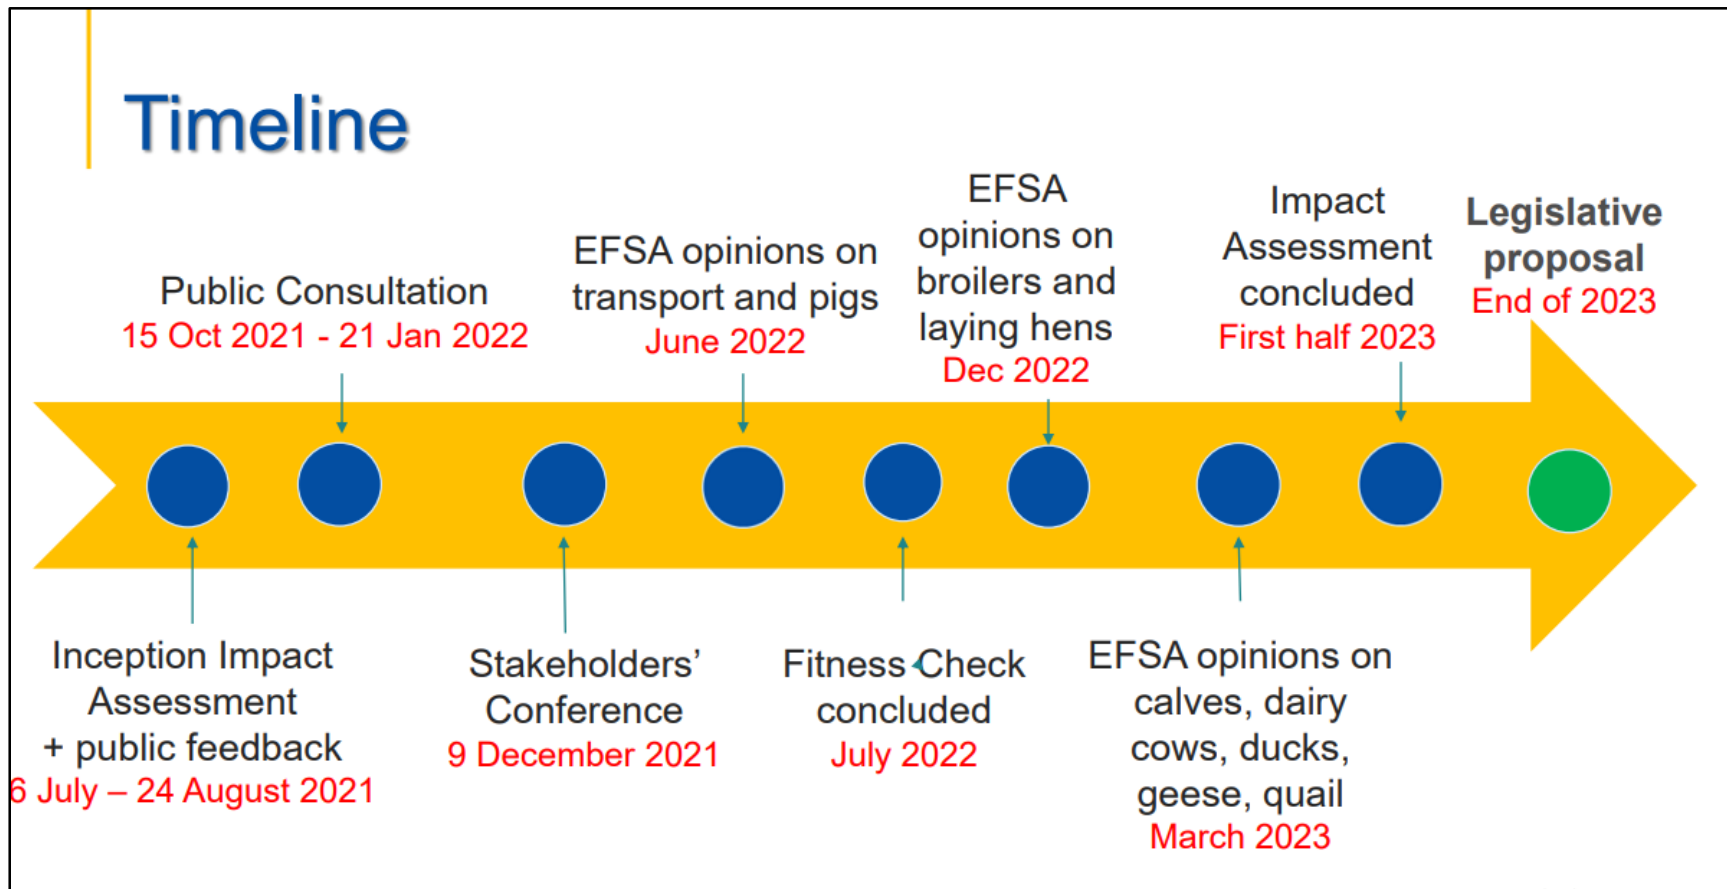 Timeline
Inception Impact
Assessment
+ public feedback
6 July – 24 August 2021
Public Consultation
15 Oct 2021 - 21 Jan 2022
Stakeholders’
Conference
9 December 2021
EFSA opinions on
transport and pigs
June 2022
Fitness Check
concluded
July 2022
EFSA
opinions on
broilers and
laying hens
Dec 2022
EFSA opinions on
calves, dairy
cows, ducks,
geese, quail
March 2023
Impact
Assessment
concluded
First half 2023
Legislative
proposal
End of 2023